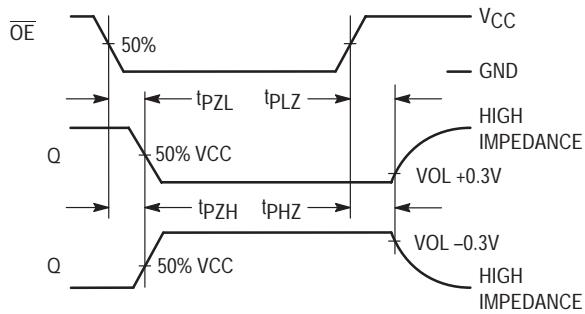 OE
50%
VCC
GND
tPZL
tPLZ
HIGH
IMPEDANCE
Q
50% VCC
VOL +0.3V
tPZH
tPHZ
VOL –0.3V
Q
50% VCC
HIGH
IMPEDANCE